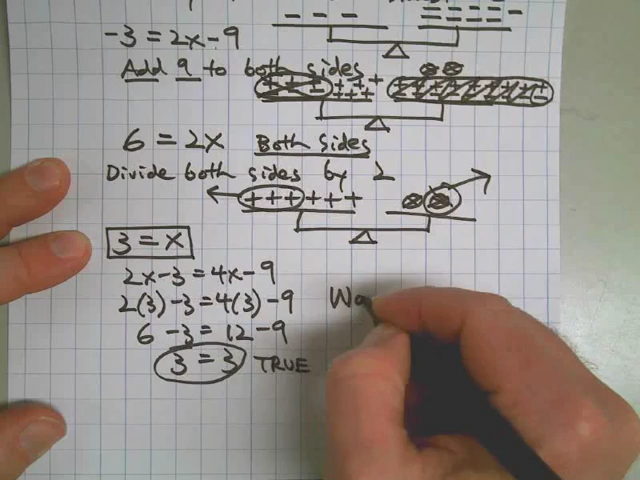 -3 = 2x - 9
Add 9 to both sides
6 = 2x Both Sides
Divide both sides by 2
3 = x
2x - 3 = 4x - 9
2(3) - 3 = 4(3) - 9
6 - 3 = 12 - 9
3 = 3 TRUE